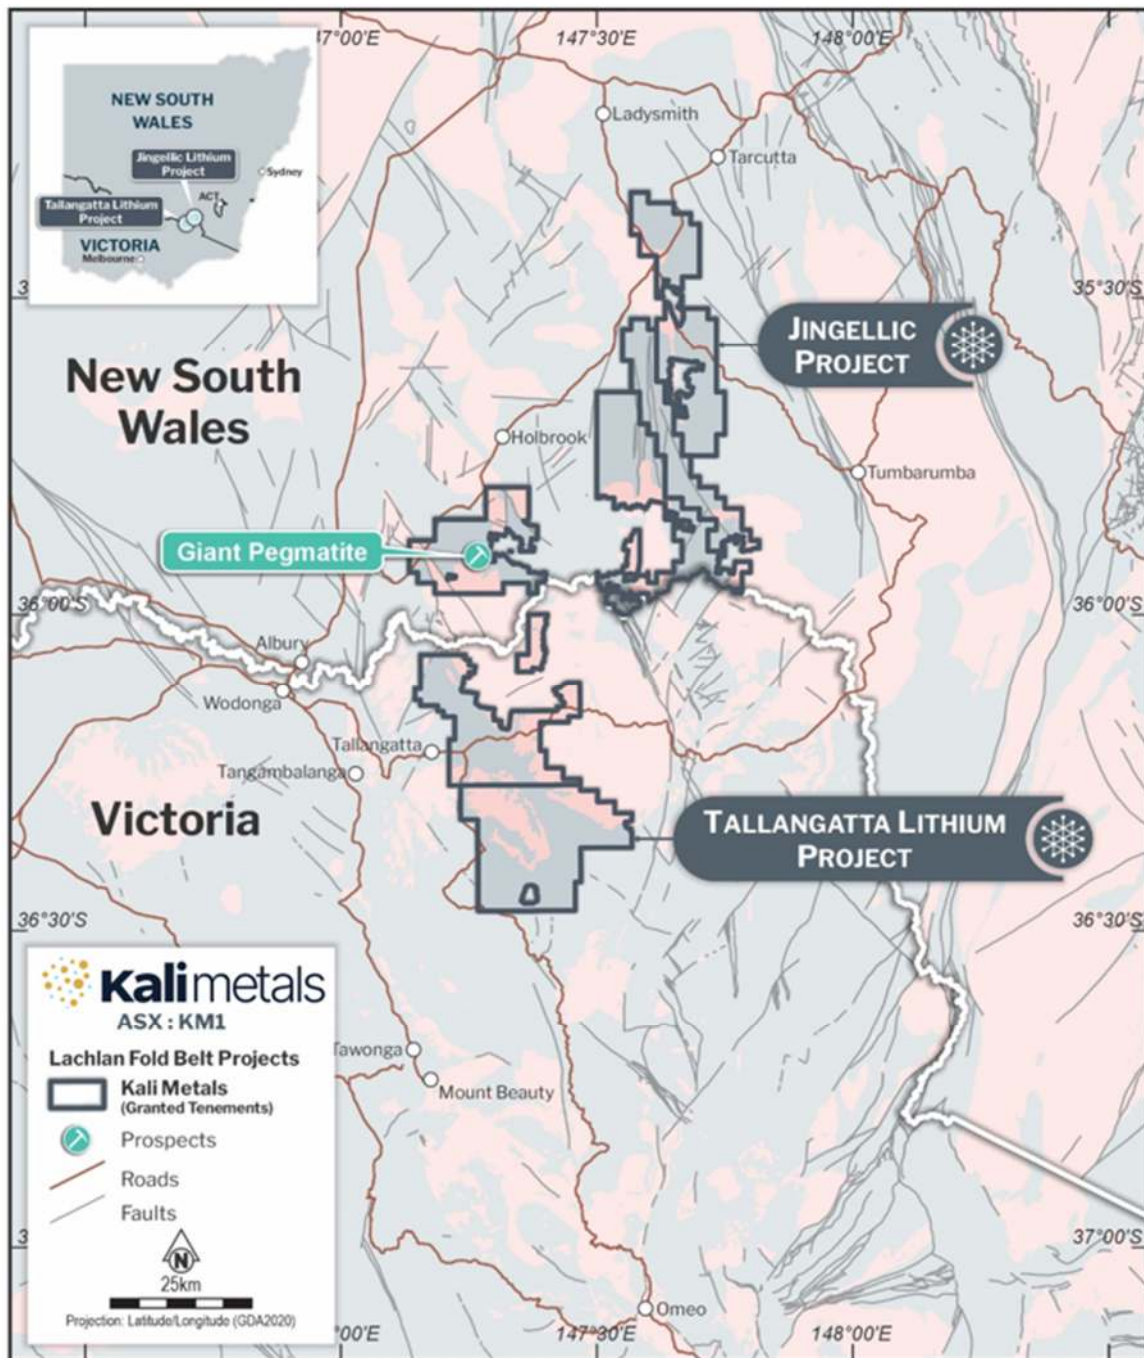 47°00'E
147°30'E
148°00'E
NEW SOUTH
WALES
Jingellic Lithium
Project
Sydney
ACT
Tallangatta Lithium
Project
VICTORIA
Melbourne
Ladysmith
Tarcutta
35°30'S
JINGELLIC
PROJECT
New South
Wales
Holbrook
Tumbarumba
Giant Pegmatite
36°00'S
36°00'S
Albury
Wodonga
Tallangatta
Tangambalanga
Victoria
TALLANGATTA LITHIUM
PROJECT
36°30'S
36°30'S
Kali metals
ASX : KM1
Lachlan Fold Belt Projects
Kali Metals
(Granted Tenements)
Prospects
Roads
Faults
N
25km
Projection: Latitude/Longitude (GDA2020)
Tawonga
Mount Beauty
37°00'S
Omeo
°00'E
147°30'E
148°00'E